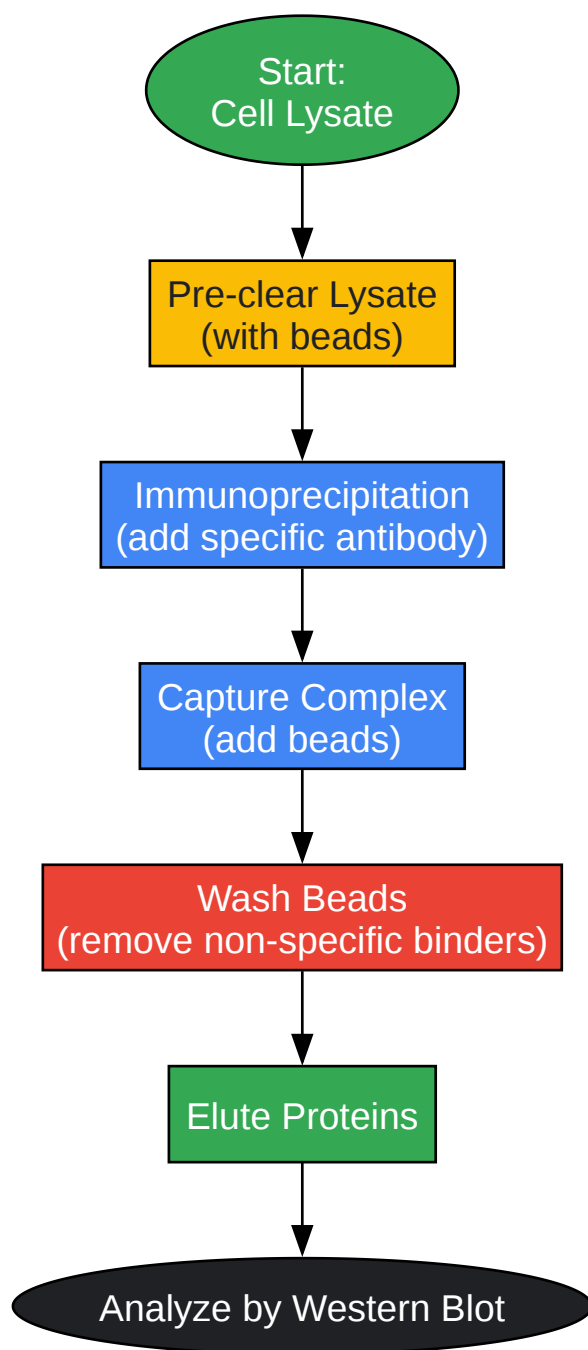 Start:
Cell Lysate
Pre-clear Lysate
(with beads)
Immunoprecipitation
(add specific antibody)
Capture Complex
(add beads)
Wash Beads
(remove non-specific binders)
Elute Proteins
Analyze by Western Blot